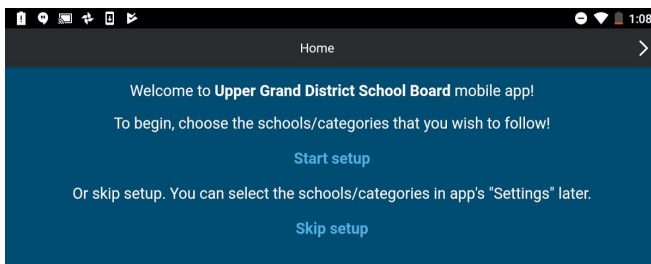 1:08
Home
Welcome to Upper Grand District School Board mobile app!
To begin, choose the schools/categories that you wish to follow!
Start setup
Or skip setup. You can select the schools/categories in app's "Settings" later.
Skip setup